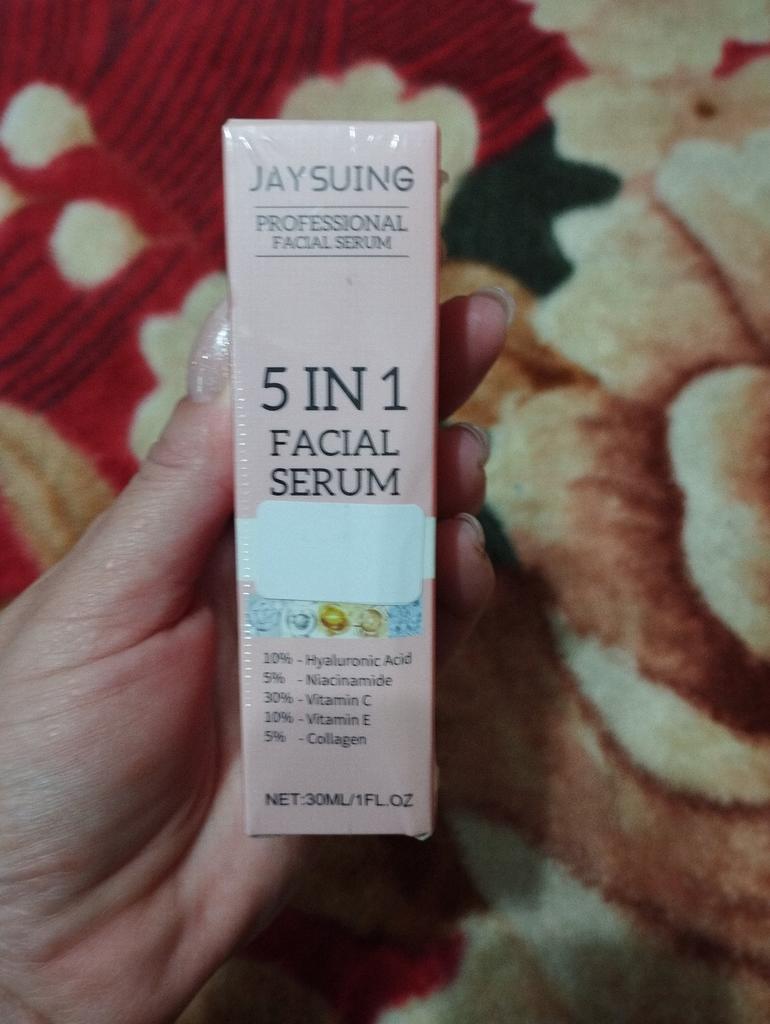 JAYSUING
PROFESSIONAL
FACIAL SERUM
5 IN 1
FACIAL
SERUM
10% - Hyaluronic Acid
5% - Niacinamide
30% - Vitamin C
10% - Vitamin E
5% - Collagen
NET:30ML/1FL.OZ